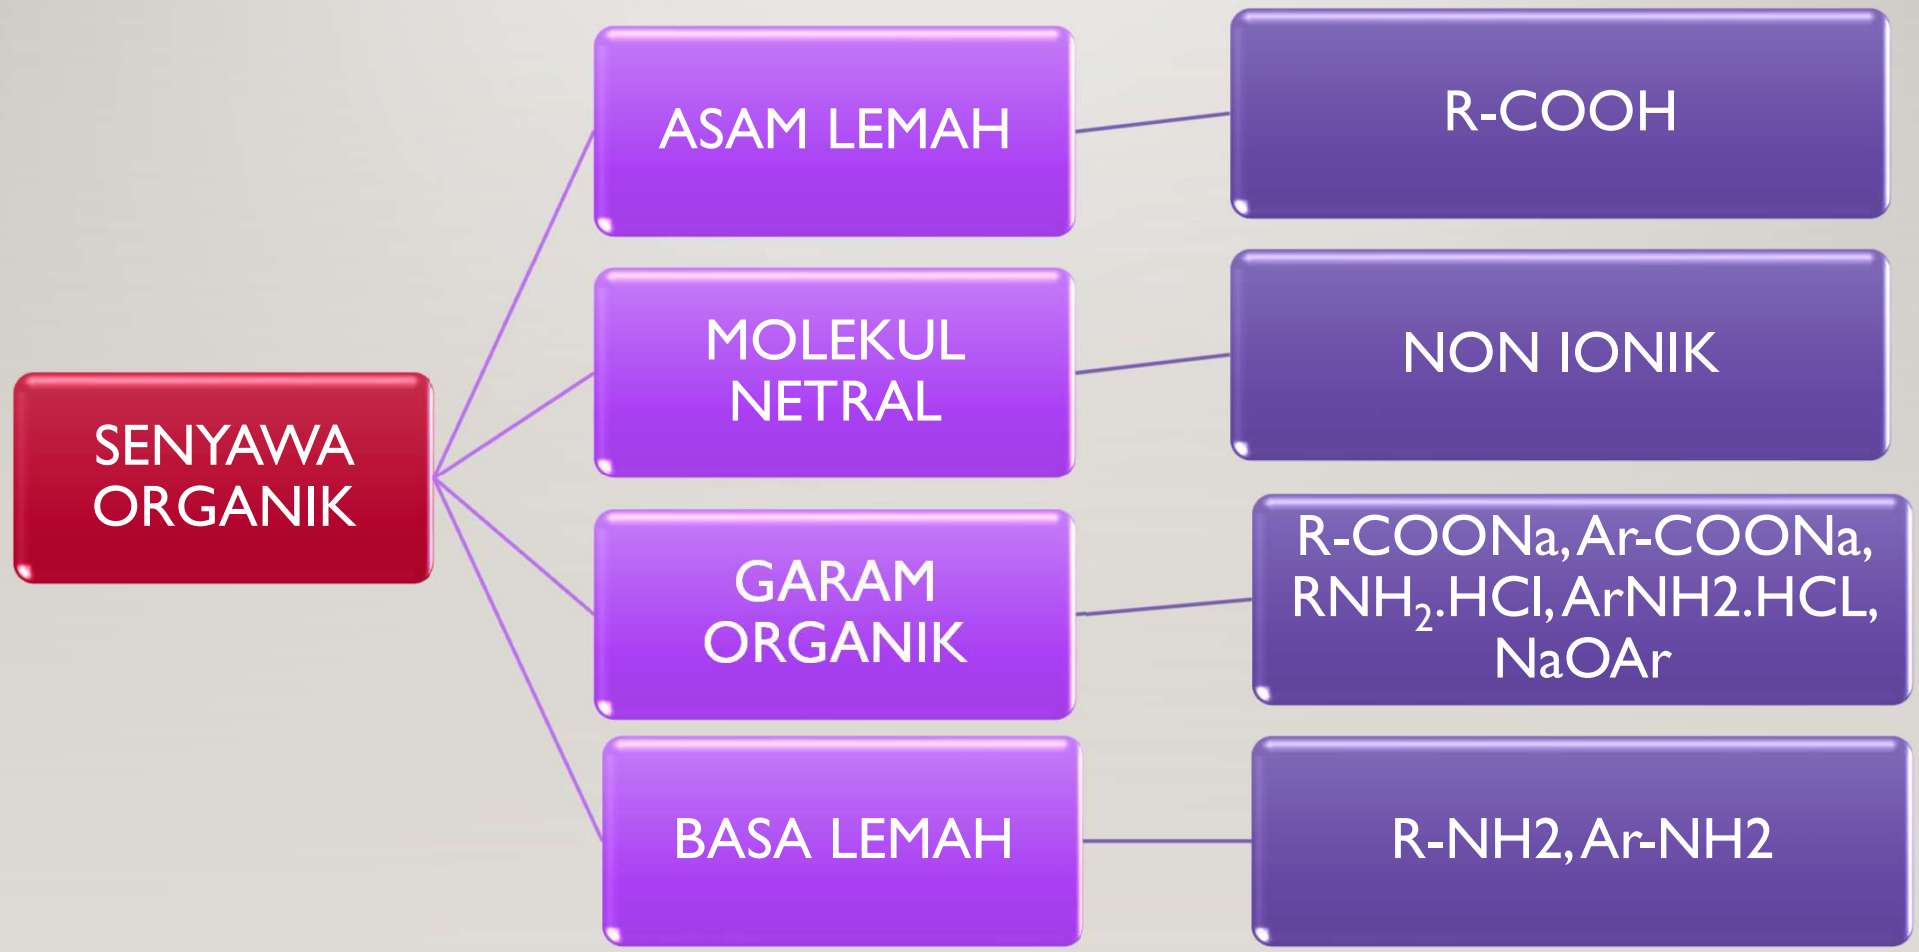 SENYAWA
ORGANIK
ASAM LEMAH
R-COOH
MOLEKUL
NETRAL
NON IONIK
GARAM
ORGANIK
R-COONa, Ar-COONa,
RNH₂.HCl, ArNH2.HCL,
NaOAr
BASA LEMAH
R-NH2, Ar-NH2